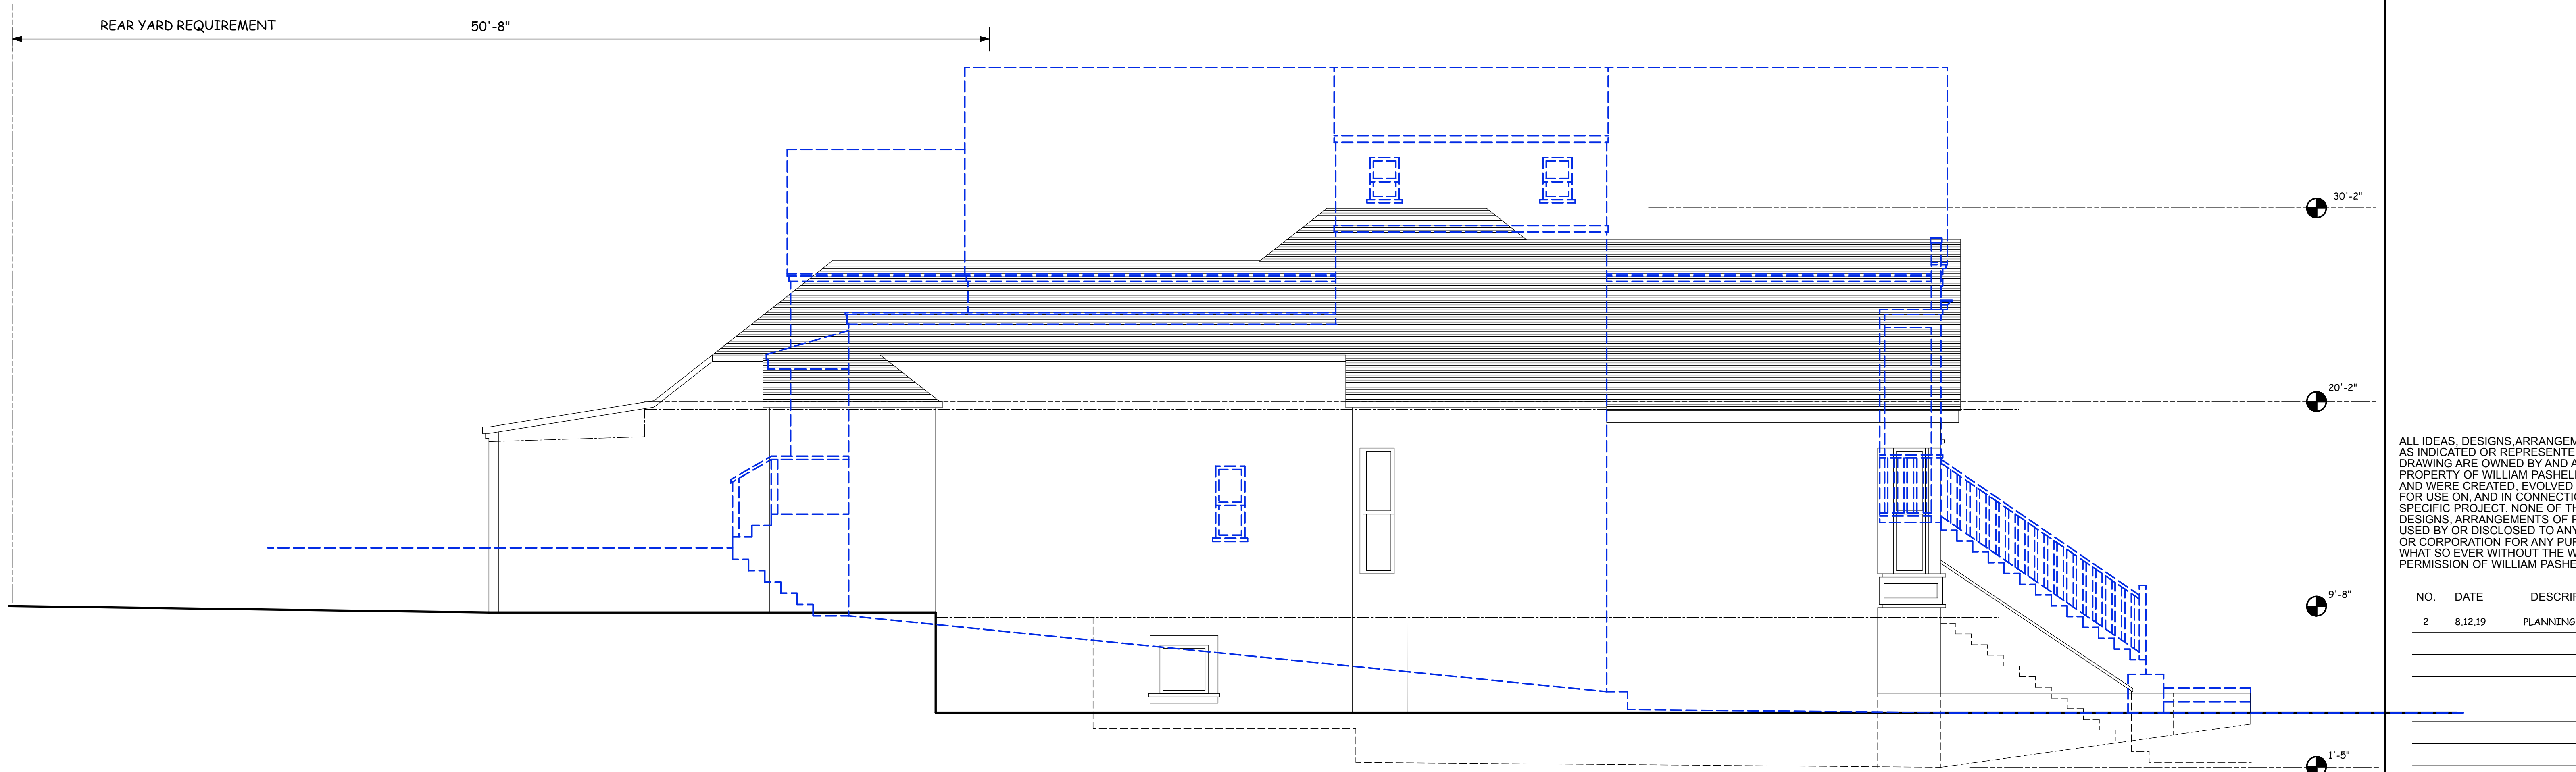 REAR YARD REQUIREMENT 50'-8"
30'-2"
20'-2"
ALL IDEAS, DESIGNS,ARRANGEM
AS INDICATED OR REPRESENTE
DRAWING ARE OWNED BY AND A
PROPERTY OF WILLIAM PASHELI
AND WERE CREATED, EVOLVED
FOR USE ON, AND IN CONNECTIO
SPECIFIC PROJECT. NONE OF TH
DESIGNS, ARRANGEMENTS OF P
USED BY OR DISCLOSED TO ANY
OR CORPORATION FOR ANY PUR
WHAT SO EVER WITHOUT THE W
PERMISSION OF WILLIAM PASHE
9'-8"
NO. DATE DESCRIP
2 8.12.19 PLANNING
1'-5"